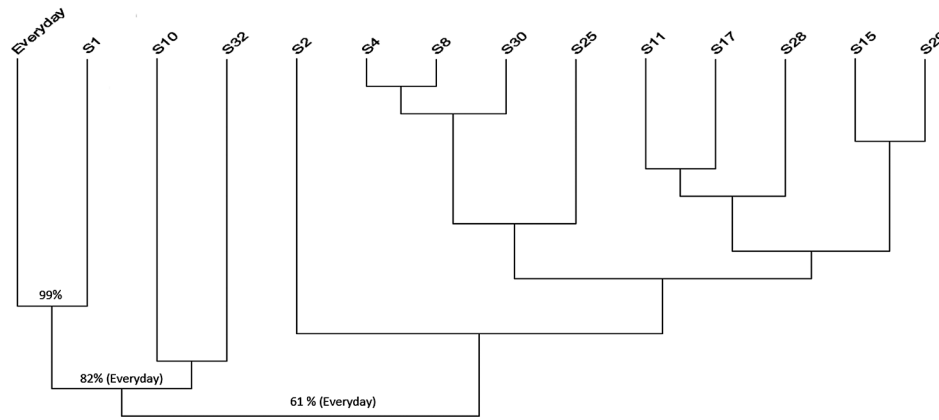 Everyday S1 S10 S32 S2 S4 S8 S30 S25 S11 S17 S28 S15
99%
82% (Everyday)
61 % (Everyday)